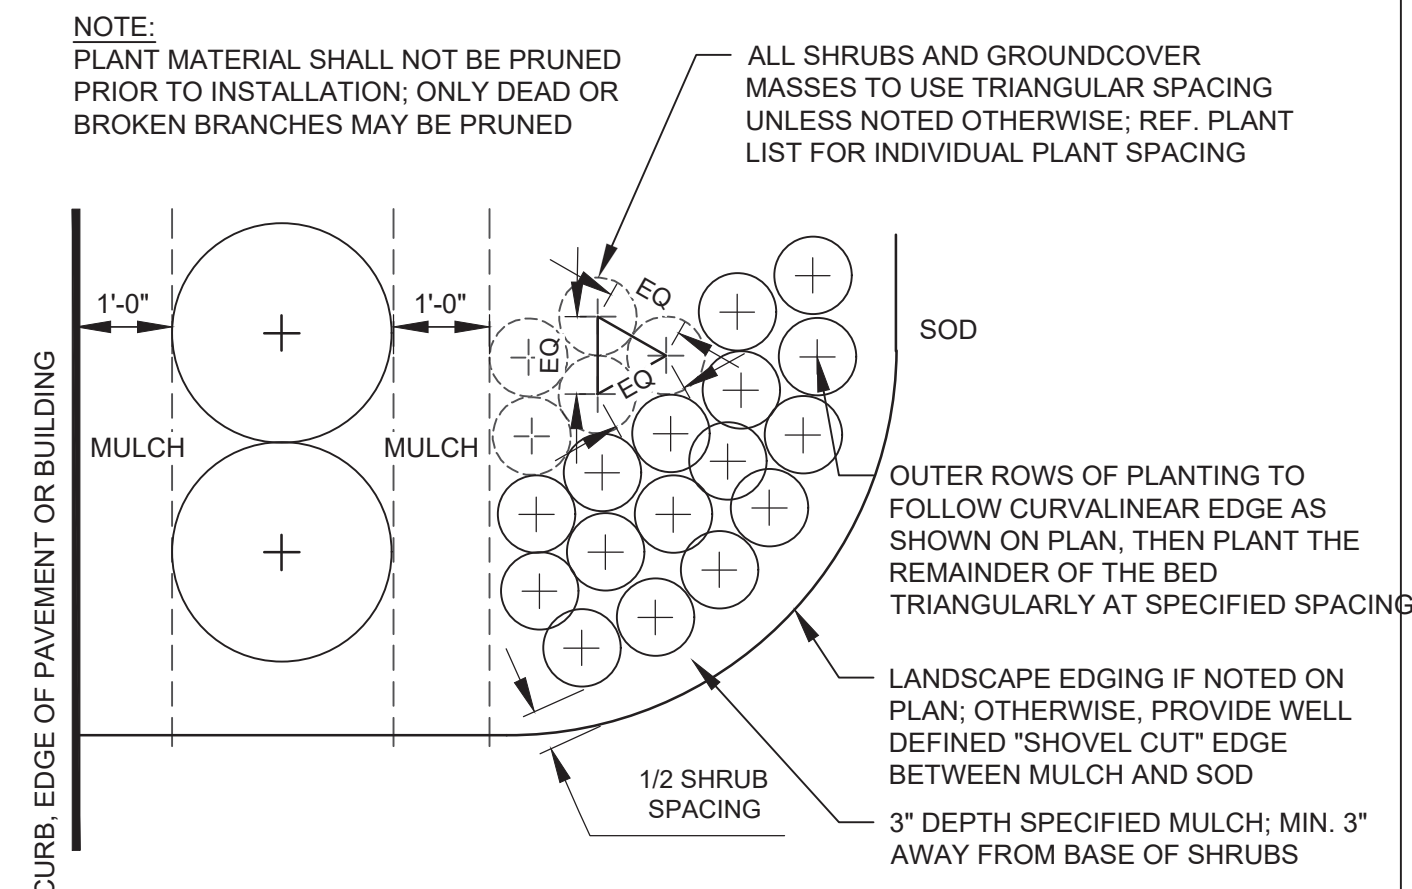 NOTE:
PLANT MATERIAL SHALL NOT BE PRUNED
PRIOR TO INSTALLATION; ONLY DEAD OR
BROKEN BRANCHES MAY BE PRUNED
ALL SHRUBS AND GROUNDCOVER
MASSES TO USE TRIANGULAR SPACING
UNLESS NOTED OTHERWISE; REF. PLANT
LIST FOR INDIVIDUAL PLANT SPACING
1'-0"
1'-0"
EQ
EQ
EQ
SOD
MULCH
MULCH
CURB, EDGE OF PAVEMENT OR BUILDING
OUTER ROWS OF PLANTING TO
FOLLOW CURVALINEAR EDGE AS
SHOWN ON PLAN, THEN PLANT THE
REMAINDER OF THE BED
TRIANGULARLY AT SPECIFIED SPACING
LANDSCAPE EDGING IF NOTED ON
PLAN; OTHERWISE, PROVIDE WELL
DEFINED "SHOVEL CUT" EDGE
BETWEEN MULCH AND SOD
1/2 SHRUB
SPACING
3" DEPTH SPECIFIED MULCH; MIN. 3"
AWAY FROM BASE OF SHRUBS